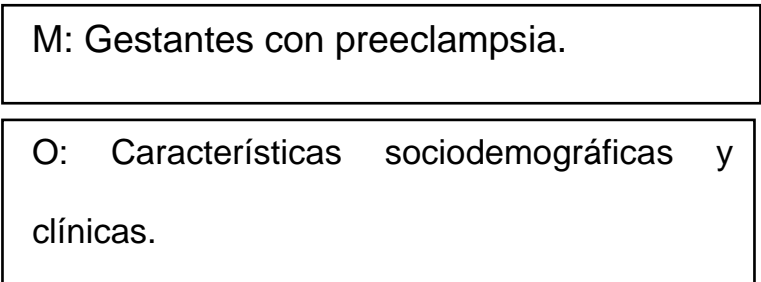 M: Gestantes con preeclampsia.
O: Características sociodemográficas y
clínicas.